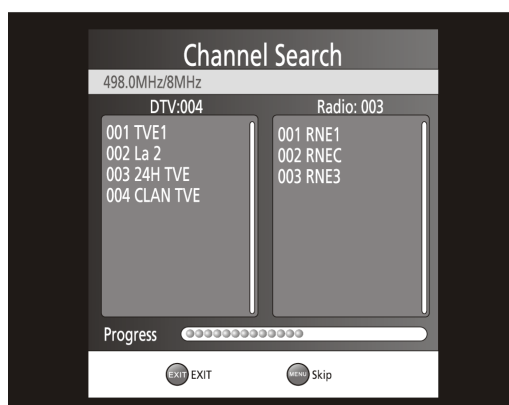 Channel Search
498.0MHz/8MHz
DTV:004
001 TVE1
002 La 2
003 24H TVE
004 CLAN TVE
Radio: 003
001 RNE1
002 RNEC
003 RNE3
Progress
EXIT EXIT
MENU Skip